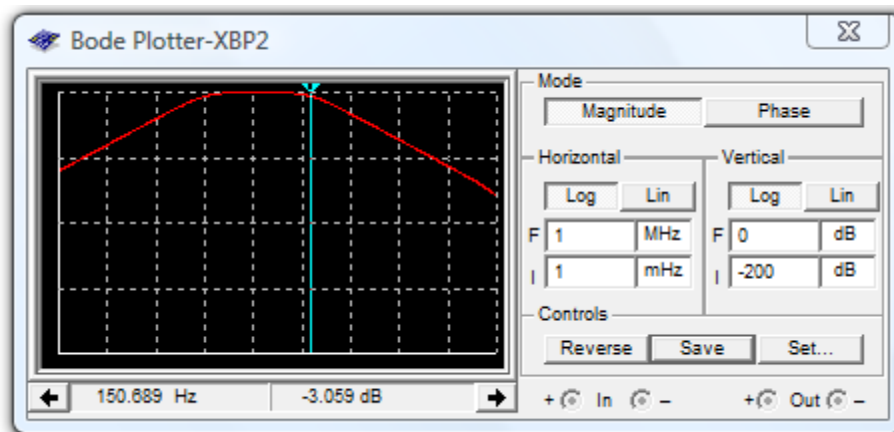 Bode Plotter-XBP2
Mode
Magnitude Phase
Horizontal Vertical
Log Lin Log Lin
F 1 MHz F 0 dB
I 1 mHz I -200 dB
Controls
Reverse Save Set...
150.689 Hz -3.059 dB + In − + Out −